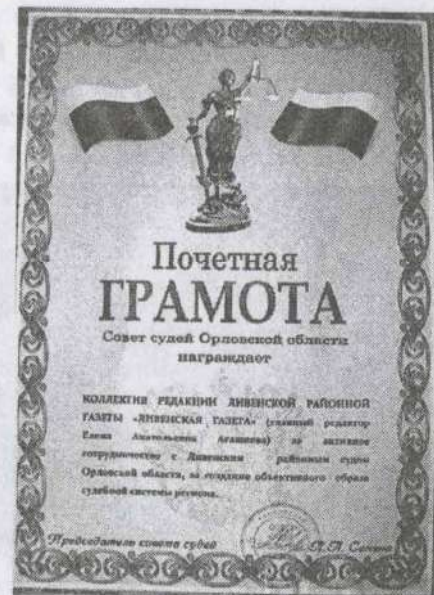 Почетная
ГРАМОТА
Совет судей Орловской области
награждает
КОЛЛЕКТИВ РЕДАКЦИИ ЛИВЕНСКОЙ РАЙОННОЙ
ГАЗЕТЫ «ЛИВЕНСКАЯ ГАЗЕТА» (главный редактор
Елена Анатольевна) за активное
сотрудничество с Ливенским районным судом
Орловской области, за создание объективного образа
судебной системы региона.
Председатель совета судей